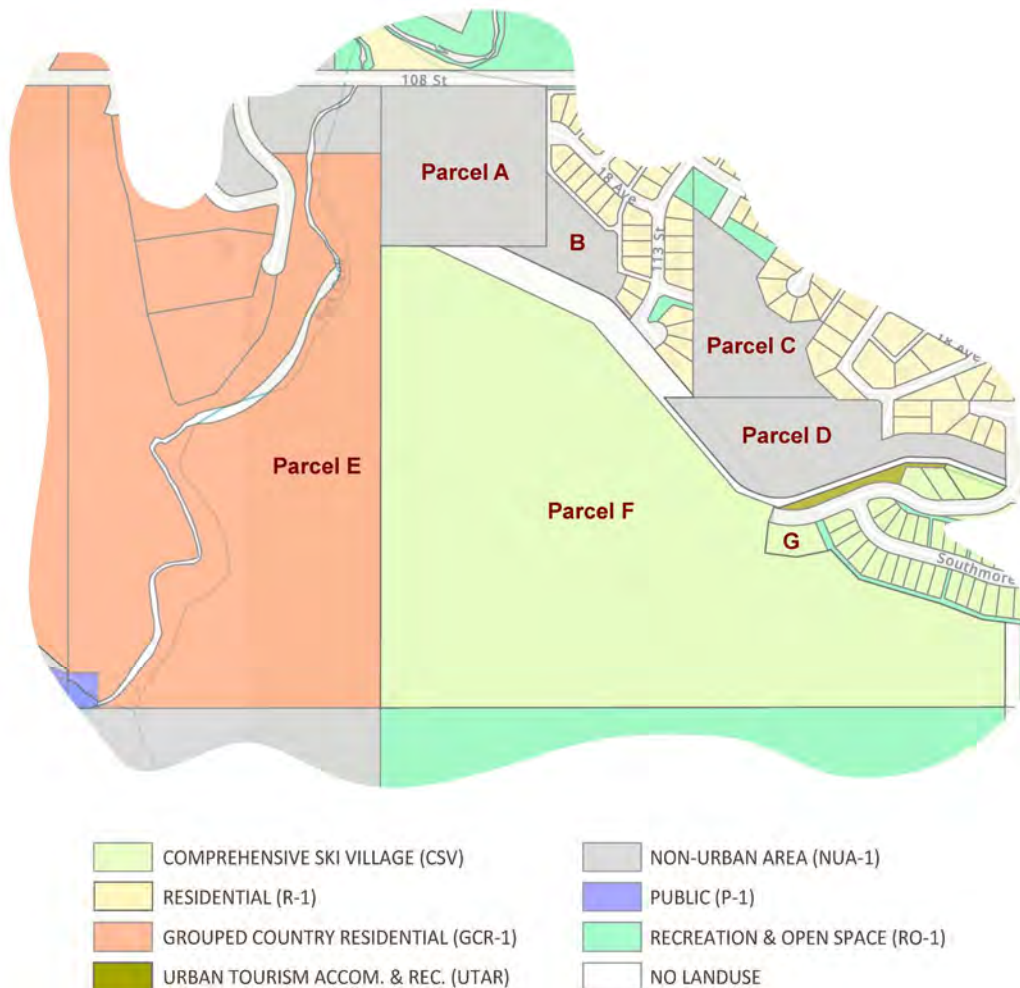 108 St
Parcel A
18 Ave
B
113 St
Parcel C
18 Ave
Parcel D
Parcel E
Parcel F
G
Southmore
COMPREHENSIVE SKI VILLAGE (CSV)
NON-URBAN AREA (NUA-1)
RESIDENTIAL (R-1)
PUBLIC (P-1)
GROUPED COUNTRY RESIDENTIAL (GCR-1)
RECREATION & OPEN SPACE (RO-1)
URBAN TOURISM ACCOM. & REC. (UTAR)
NO LANDUSE